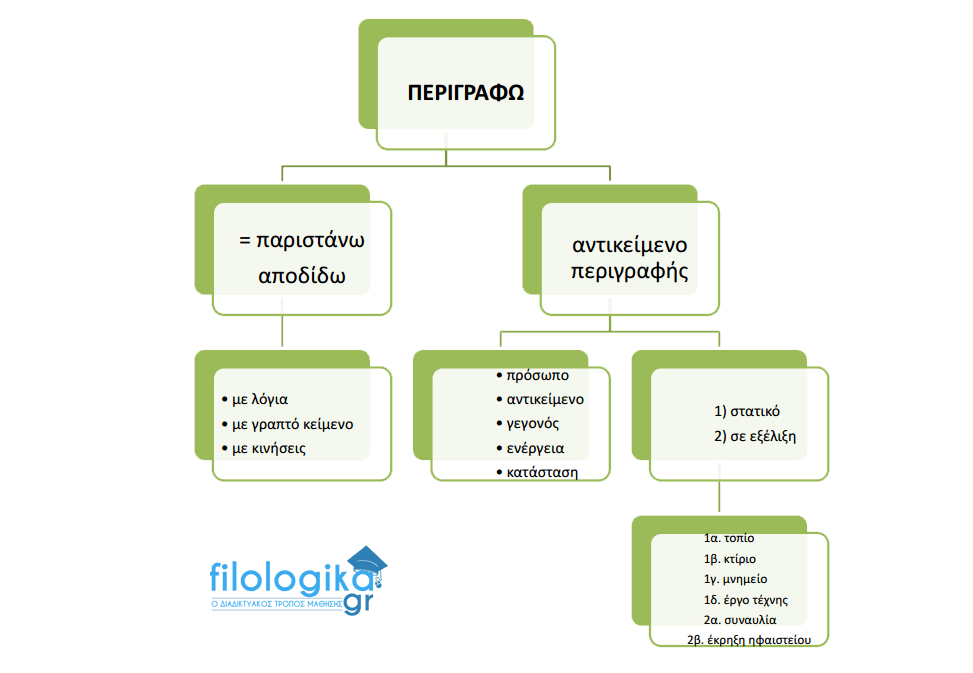 ΠΕΡΙΓΡΑΦΩ
= παριστάνω
αποδίδω
αντικείμενο
περιγραφής
• με λόγια
• με γραπτό κείμενο
• με κινήσεις
• πρόσωπο
• αντικείμενο
• γεγονός
• ενέργεια
• κατάσταση
1) στατικό
2) σε εξέλιξη
1α. τοπίο
1β. κτίριο
1γ. μνημείο
1δ. έργο τέχνης
2α. συναυλία
2β. έκρηξη ηφαιστείου
filologika
Ο ΔΙΑΔΙΚΤΥΑΚΟΣ ΤΡΟΠΟΣ ΜΑΘΗΣΗΣ
gr